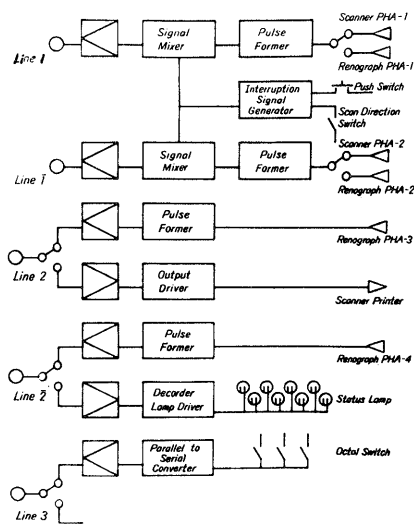 Scanner PHA-1
Line 1
Signal
Mixer
Pulse
Former
Renograph PHA-1
Interruption
Signal
Generator
Push Switch
Scan Direction
Switch
Scanner PHA-2
Line 1̄
Signal
Mixer
Pulse
Former
Renograph PHA-2
Pulse
Former
Renograph PHA-3
Line 2
Output
Driver
Scanner Printer
Pulse
Former
Renograph PHA-4
Line 2̄
Decorder
Lamp Driver
Status Lamp
Parallel to
Serial
Converter
Octal Switch
Line 3